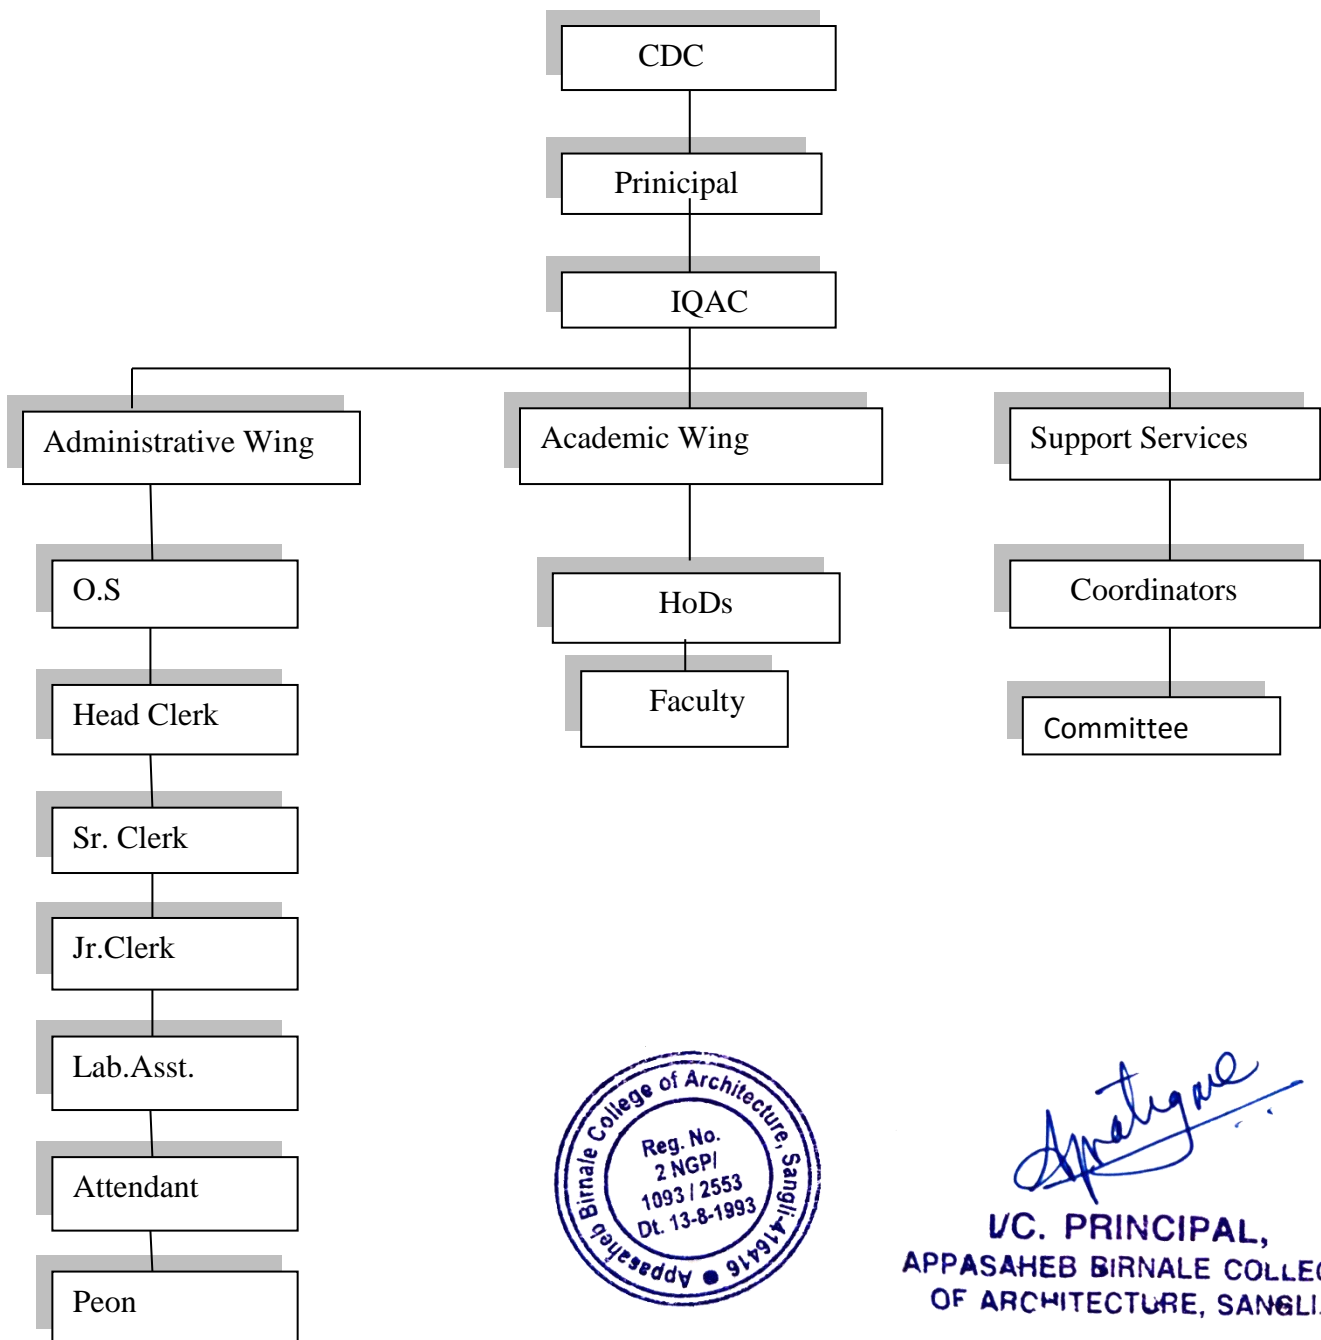 CDC
Prinicipal
IQAC
Administrative Wing
Academic Wing
Support Services
O.S
HoDs
Coordinators
Head Clerk
Faculty
Committee
Sr. Clerk
Jr.Clerk
Lab.Asst.
Attendant
Peon
Appasaheb Birnale College of Architecture, Sangli-416416
Reg. No.
2 NGP/
1093 / 2553
Dt. 13-8-1993
I/C. PRINCIPAL,
APPASAHEB BIRNALE COLLEG
OF ARCHITECTURE, SANGLI.